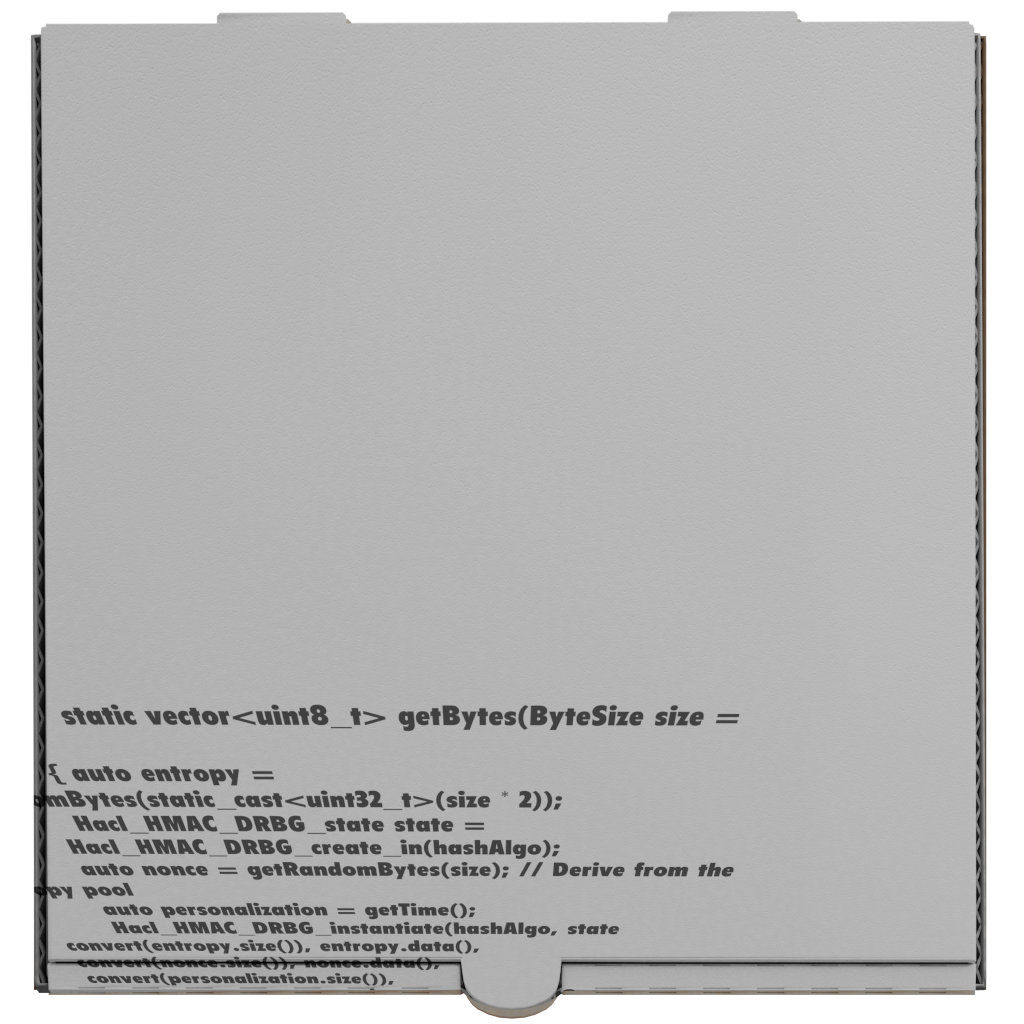 static vector<uint8_t> getBytes(ByteSize size =
{ auto entropy =
omBytes(static_cast<uint32_t>(size * 2));
Hacl_HMAC_DRBG_state state =
Hacl_HMAC_DRBG_create_in(hashAlgo);
auto nonce = getRandomBytes(size); // Derive from the
opy pool
auto personalization = getTime();
Hacl_HMAC_DRBG_instantiate(hashAlgo, state
convert(entropy.size()), entropy.data(),
convert(nonce.size()), nonce.data(),
convert(personalization.size()),